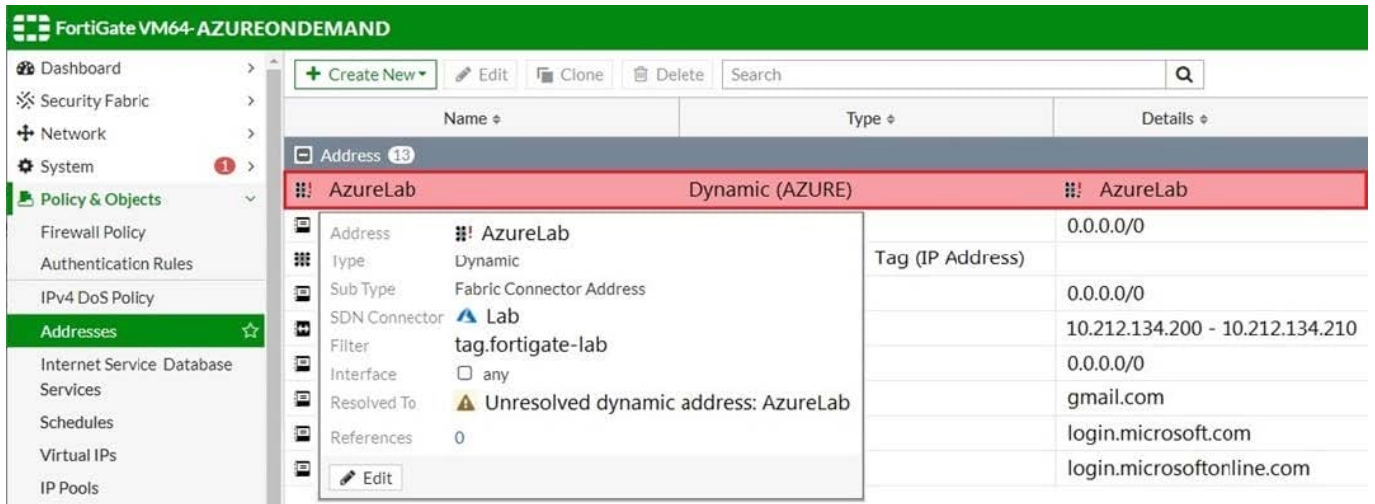 FortiGate VM64-AZUREONDEMAND
Dashboard
Security Fabric
Network
System 1
Policy & Objects
Firewall Policy
Authentication Rules
IPv4 DoS Policy
Addresses
Internet Service Database
Services
Schedules
Virtual IPs
IP Pools
+ Create New Edit Clone Delete Search
Name Type Details
Address 13
AzureLab Dynamic (AZURE) AzureLab
0.0.0.0/0
Tag (IP Address)
0.0.0.0/0
10.212.134.200 - 10.212.134.210
0.0.0.0/0
gmail.com
login.microsoft.com
login.microsoftonline.com
Address AzureLab
Type Dynamic
Sub Type Fabric Connector Address
SDN Connector Lab
Filter tag.fortigate-lab
Interface any
Resolved To Unresolved dynamic address: AzureLab
References 0
Edit